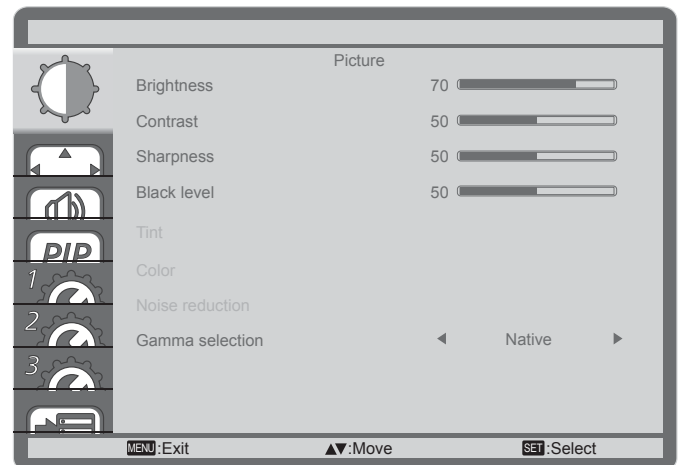 Picture
Brightness 70
Contrast 50
Sharpness 50
Black level 50
Tint
PIP
Color
1
Noise reduction
2
Gamma selection ◀ Native ▶
3
MENU:Exit ▲▼:Move SET:Select